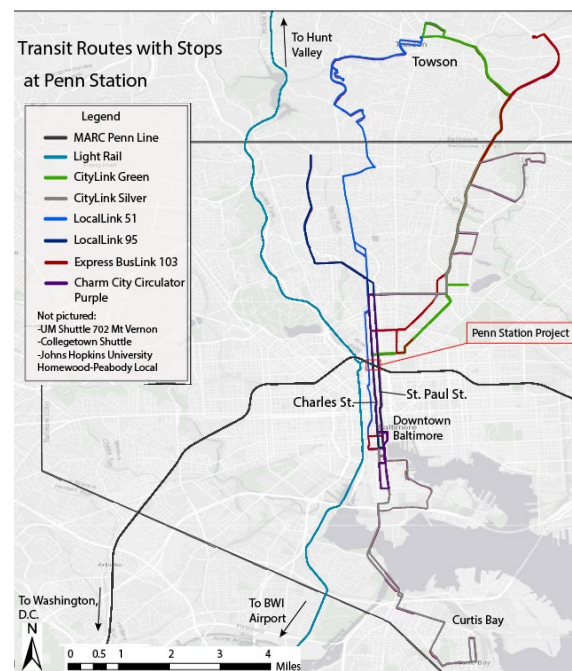 Transit Routes with Stops
at Penn Station
To Hunt
Valley
Towson
Legend
MARC Penn Line
Light Rail
CityLink Green
CityLink Silver
LocalLink 51
LocalLink 95
Express BusLink 103
Charm City Circulator
Purple
Not pictured:
-UM Shuttle 702 Mt Vernon
-Collegetown Shuttle
-Johns Hopkins University
Homewood-Peabody Local
Penn Station Project
Charles St.
St. Paul St.
Downtown
Baltimore
Baltimore
To Washington,
D.C.
To BWI
Airport
Curtis Bay
N
0 0.5 1 2 3 4
Miles